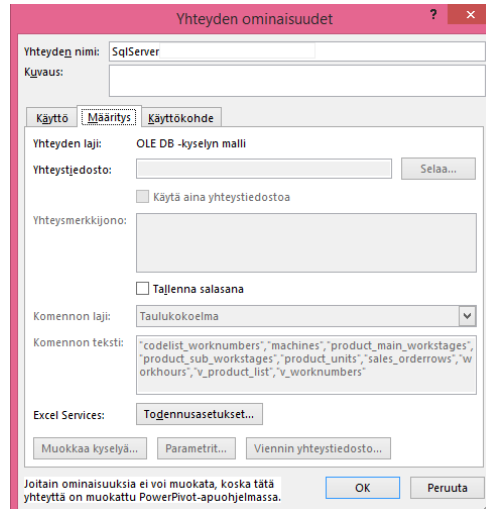 Yhteyden ominaisuudet
?
×
Yhteyden nimi: SqlServer
Kuvaus:
Käyttö Määritys Käyttökohde
Yhteyden laji: OLE DB -kyselyn malli
Yhteystiedosto: Selaa...
Käytä aina yhteystiedostoa
Yhteysmerkkijono:
Tallenna salasana
Komennon laji: Taulukokoelma
Komennon teksti: "codelist_worknumbers","machines","product_main_workstages",
"product_sub_workstages","product_units","sales_orderrows","w
orkhours","v_product_list","v_worknumbers"
Excel Services: Todennusasetukset...
Muokkaa kyselyä... Parametrit... Viennin yhteystiedosto...
Joitain ominaisuuksia ei voi muokata, koska tätä
yhteyttä on muokattu PowerPivot-apuohjelmassa.
OK Peruuta